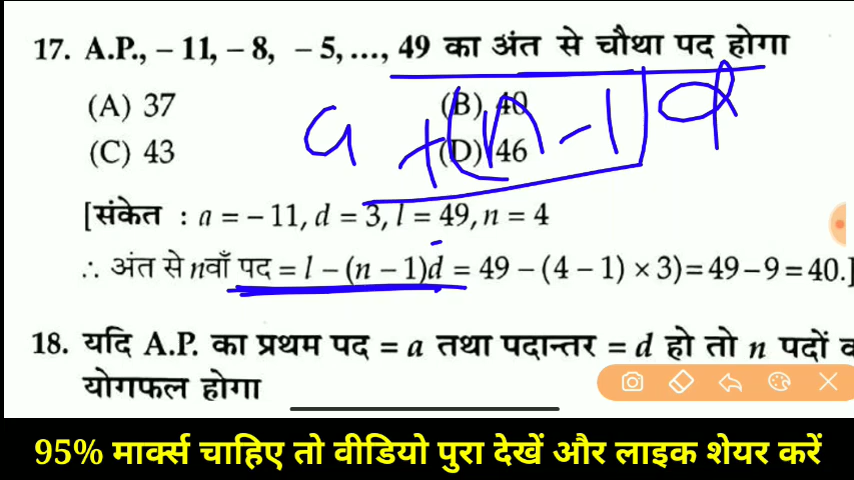 17. A.P., – 11, – 8, – 5, ..., 49 का अंत से चौथा पद होगा
(A) 37 (B) 40
(C) 43 (D) 46
a + (n – 1) d
[संकेत : a = – 11, d = 3, l = 49, n = 4
∴ अंत से nवाँ पद = l – (n – 1)d = 49 – (4 – 1) × 3) = 49 – 9 = 40.]
18. यदि A.P. का प्रथम पद = a तथा पदान्तर = d हो तो n पदों
योगफल होगा
95% मार्क्स चाहिए तो वीडियो पुरा देखें और लाइक शेयर करें